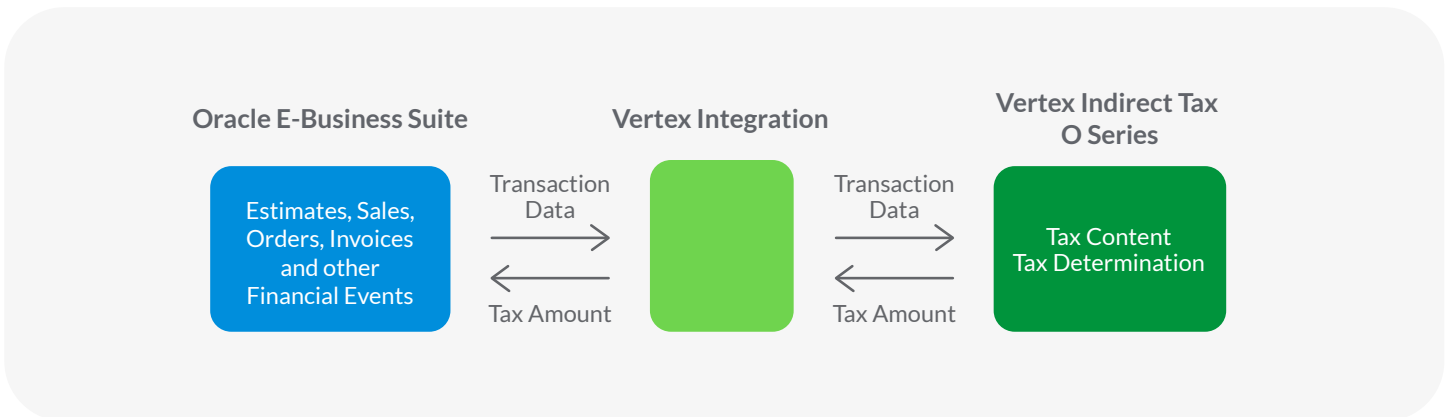 Oracle E-Business Suite
Estimates, Sales,
Orders, Invoices
and other
Financial Events
Transaction
Data
Tax Amount
Vertex Integration
Transaction
Data
Tax Amount
Vertex Indirect Tax
O Series
Tax Content
Tax Determination